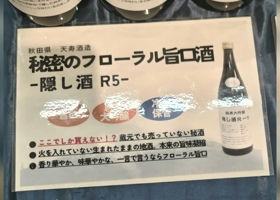 秋田県 天寿酒造
秘密のフローラル旨口酒
-隠し酒 R5-
保管
● ここでしか買えない!? 蔵元でも売っていない秘酒
● 火を入れていない生まれたままの地酒。本来の旨味凝縮
● 香り華やか、味華やかな、一言で言うならフローラル旨口